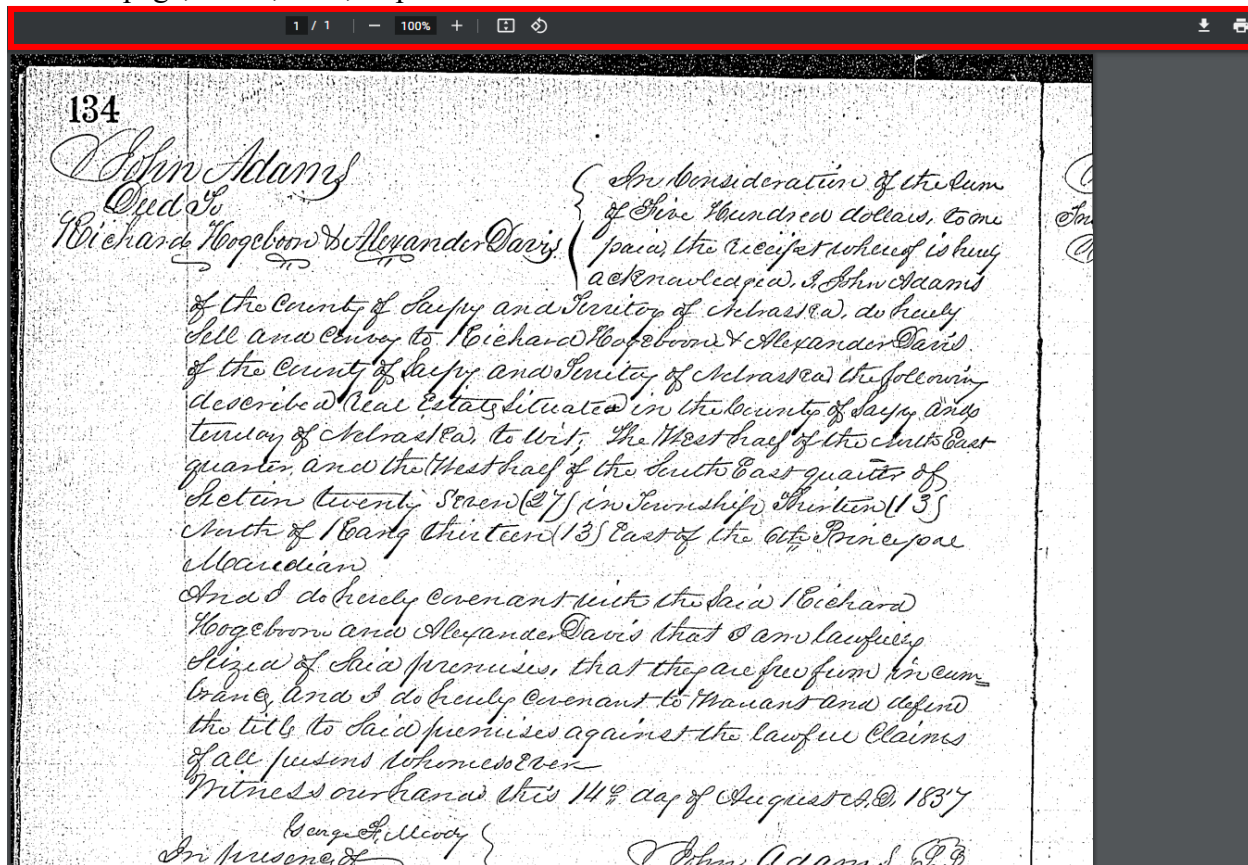 1 / 1 — 100% +
134
John Adams
Deed To
Richard Hogeboon & Alexander Davis
In Consideration of the Sum
of Five Hundred dollars, to me
paid, the receipt whereof is hereby
acknowledged, I, John Adams
of the County of Sarpy and Territory of Nebraska, do hereby
Sell and Convey to Richard Hogeboon & Alexander Davis
of the County of Sarpy and Territory of Nebraska the following
described real Estate Situated in the County of Sarpy and
territory of Nebraska, to Wit; The West half of the North East
quarter, and the West half of the South East quarter of
Section twenty Seven (27) in Township Thirteen (13)
North of Rang thirteen (13) East of the 6th Principal
Maredian
And I do hereby Covenant with the Said Richard
Hogeboon and Alexander Davis that I am lawfully
Seized of Said premises, that they are free from incum=
brance, and I do hereby Covenant to Warrant and defend
the title to Said premises against the lawful Claims
of all persons whomesoever
Witness our hand this 14th day of August A.D. 1857
George F.
In presence of
John Adams